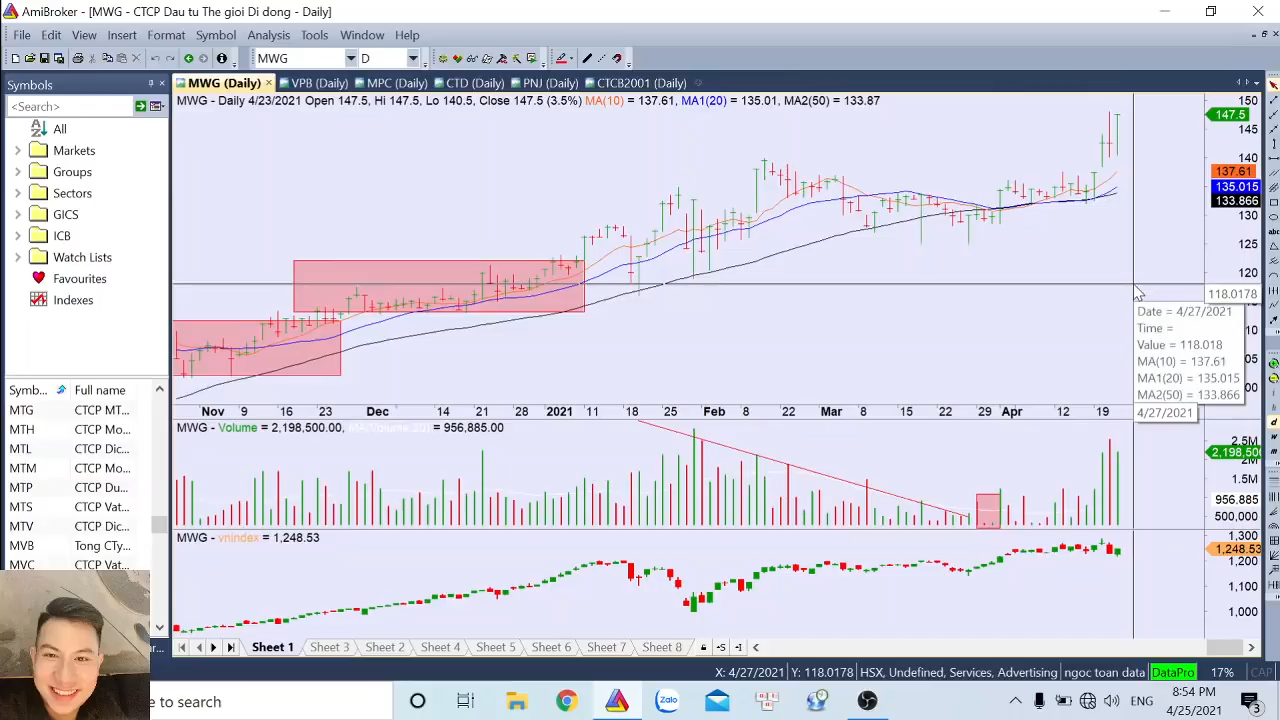 AmiBroker - [MWG - CTCP Dau tu The gioi Di dong - Daily]
File Edit View Insert Format Symbol Analysis Tools Window Help
MWG D
Symbols
MWG (Daily) VPB (Daily) MPC (Daily) CTD (Daily) PNJ (Daily) CTCB2001 (Daily)
<Search>
MWG - Daily 4/23/2021 Open 147.5, Hi 147.5, Lo 140.5, Close 147.5 (3.5%) MA(10) = 137.61, MA1(20) = 135.01, MA2(50) = 133.87
All
Markets
Groups
Sectors
GICS
ICB
Watch Lists
Favourites
Indexes
150
147.5
145
140
137.61
135.015
133.866
130
125
120
118.0178
110
Date = 4/27/2021
Time =
Value = 118.018
MA(10) = 137.61
MA1(20) = 135.015
MA2(50) = 133.866
4/27/2021
Nov 9 16 23 Dec 14 21 28 2021 11 18 25 Feb 8 22 Mar 8 15 22 29 Apr 12 19
Symb... Full name
MTG CTCP MT...
MTH CTCP Mo...
MTL CTCP Dic...
MTM CTCP Mo...
MTP CTCP Du...
MTS CTCP Vat...
MTV CTCP Dic...
MVB Tong CTy...
MVC CTCP Vat...
MWG - Volume = 2,198,500.00, MA(Volume,20) = 956,885.00
2.5M
2,198,500
1.5M
956,885
500,000
MWG - vnindex = 1,248.53
1,300
1,248.53
1,200
1,100
1,000
Sheet 1 Sheet 3 Sheet 2 Sheet 4 Sheet 5 Sheet 6 Sheet 7 Sheet 8
X: 4/27/2021 Y: 118.0178 HSX, Undefined, Services, Advertising ngoc toan data DataPro 17% CAP
re to search
Zalo
ENG
8:54 PM
4/25/2021
3